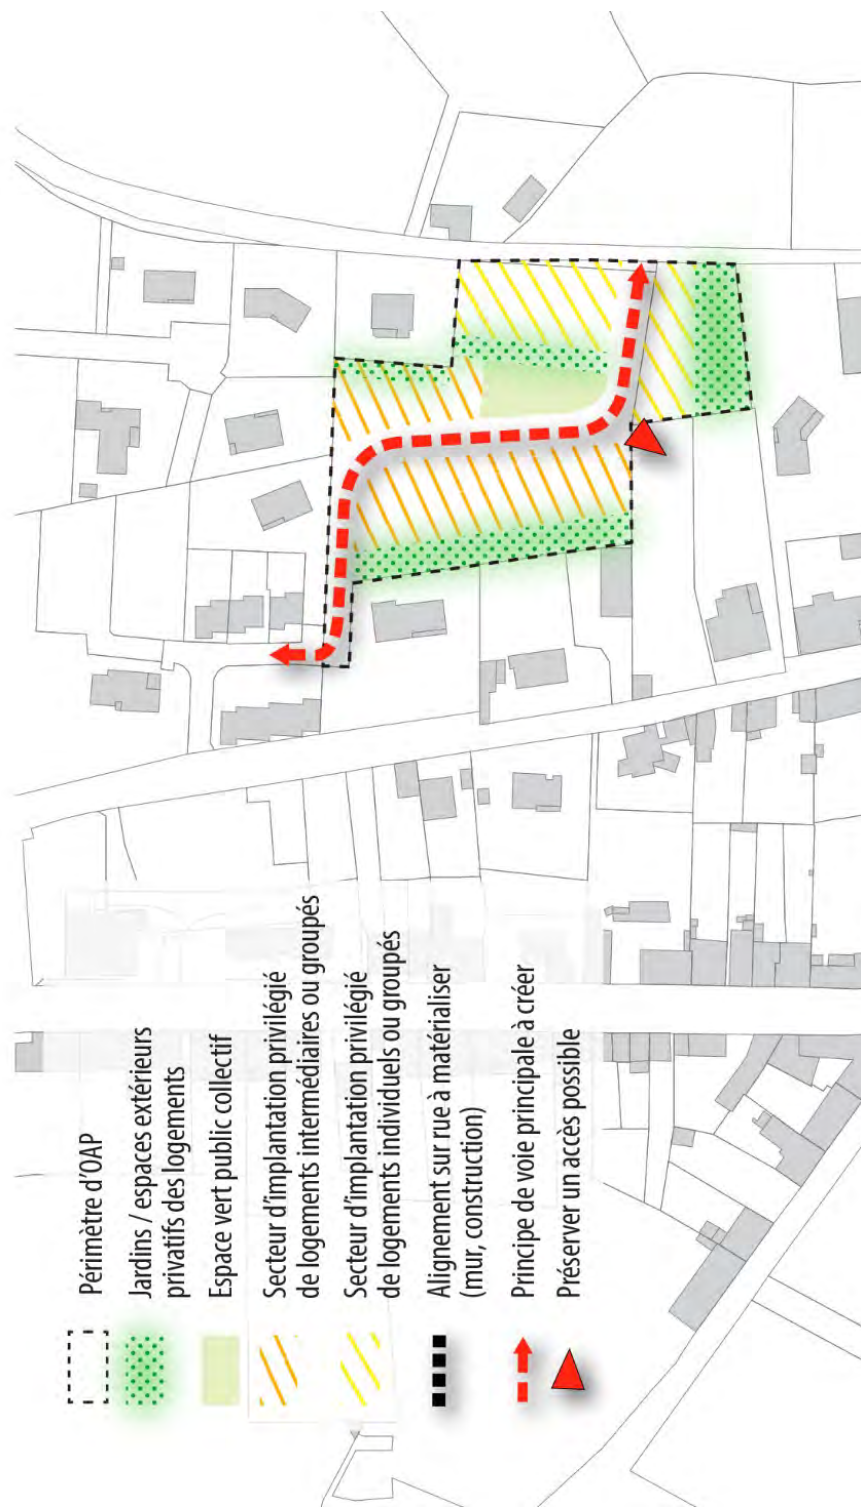 Périmètre d'OAP
Jardins / espaces extérieurs
privatifs des logements
Espace vert public collectif
Secteur d'implantation privilégié
de logements intermédiaires ou groupés
Secteur d'implantation privilégié
de logements individuels ou groupés
Alignement sur rue à matérialiser
(mur, construction)
Principe de voie principale à créer
Préserver un accès possible